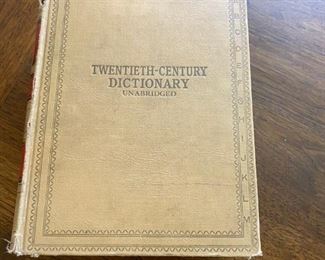 TWENTIETH-CENTURY
DICTIONARY
UNABRIDGED
G
H
I
J
K
L
M